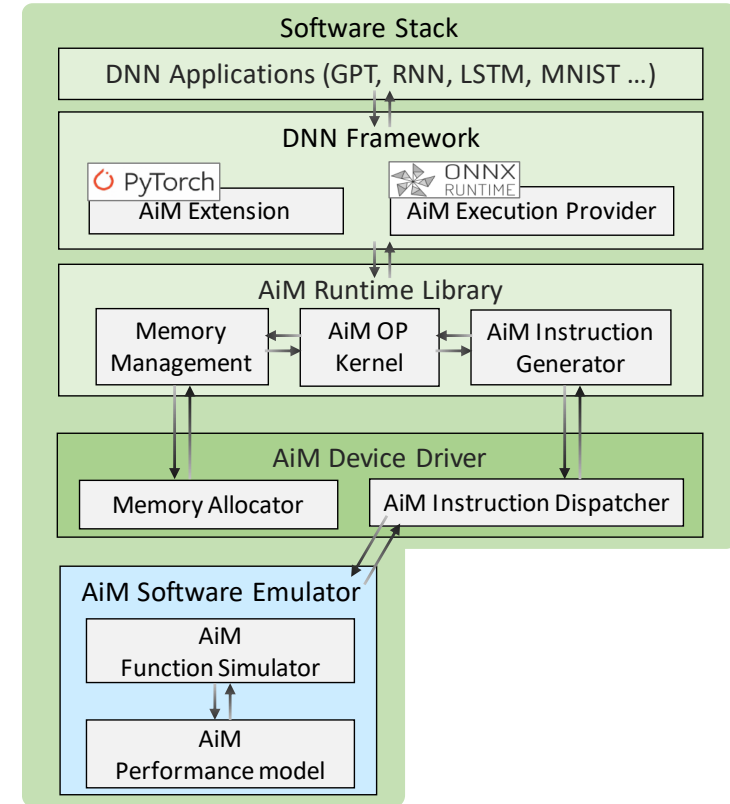 Software Stack
DNN Applications (GPT, RNN, LSTM, MNIST ...)
DNN Framework
PyTorch
AiM Extension
ONNX
RUNTIME
AiM Execution Provider
AiM Runtime Library
Memory
Management
AiM OP
Kernel
AiM Instruction
Generator
AiM Device Driver
Memory Allocator
AiM Instruction Dispatcher
AiM Software Emulator
AiM
Function Simulator
AiM
Performance model